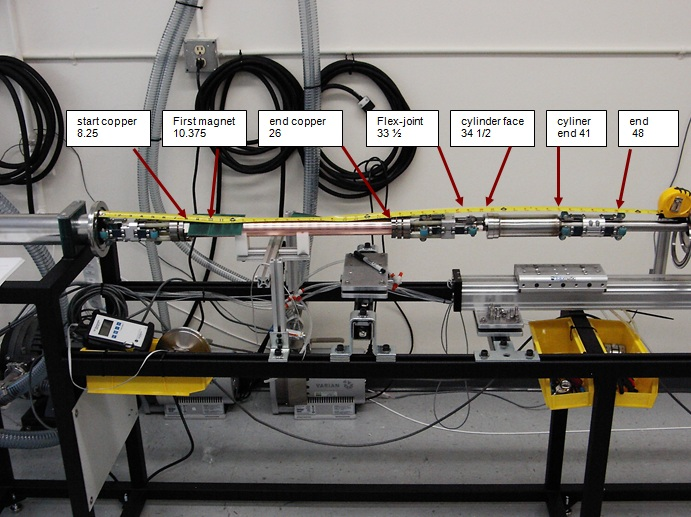 start copper
8.25
First magnet
10.375
end copper
26
Flex-joint
33 ½
cylinder face
34 1/2
cyliner
end 41
end
48
VARIAN